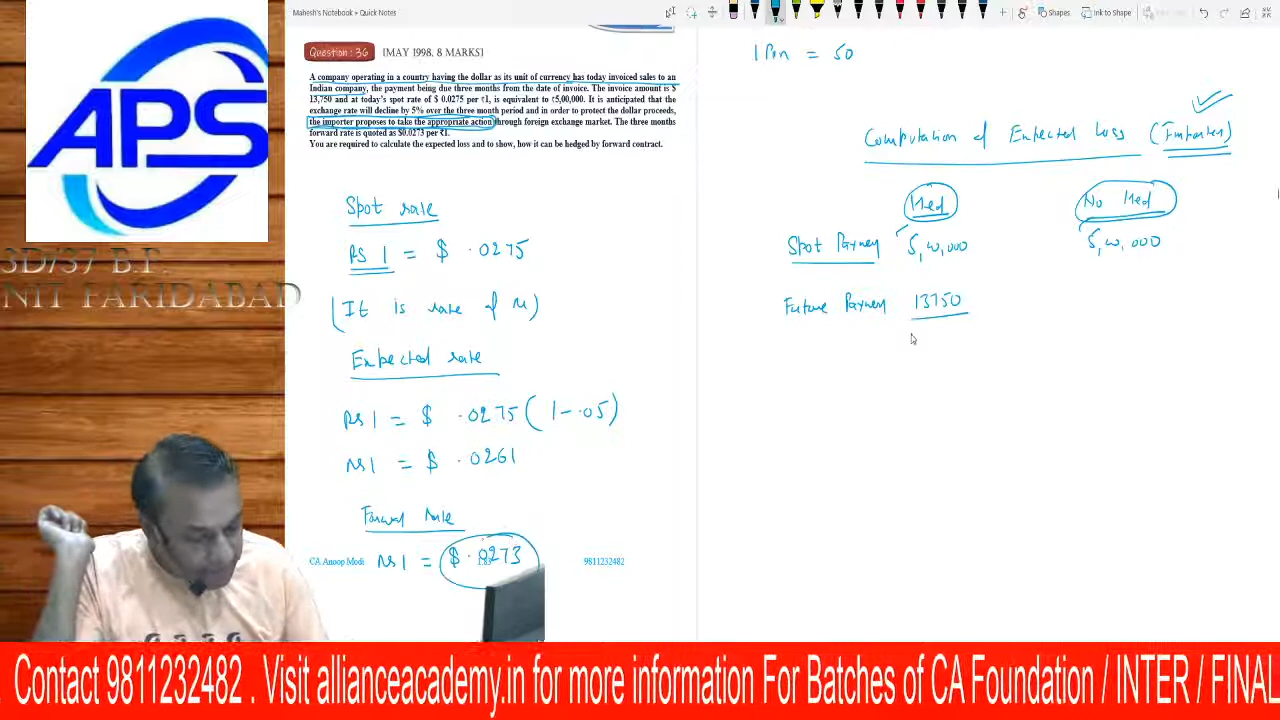 APS
3D/37 B.P.
NIT FARIDABAD
Mahesh's Notebook » Quick Notes
Shapes
Ink to Shape
Question : 36 [MAY 1998, 8 MARKS]
A company operating in a country having the dollar as its unit of currency has today invoiced sales to an
Indian company, the payment being due three months from the date of invoice. The invoice amount is $
13,750 and at today's spot rate of $ 0.0275 per ₹1, is equivalent to ₹5,00,000. It is anticipated that the
exchange rate will decline by 5% over the three month period and in order to protect the dollar proceeds,
the importer proposes to take the appropriate action through foreign exchange market. The three months
forward rate is quoted as $0.0273 per ₹1.
You are required to calculate the expected loss and to show, how it can be hedged by forward contract.
Spot rate
RS 1 = $ .0275
(It is rate of
Expected rate
RS 1 = $ .0275 (1-.05)
RS 1 = $ .0261
Forward rate
RS 1 = $ .0273
CA Anoop Modi
9811232482
= 50
Computation of Expected Loss (Importer)
Hed No Hed
Spot Paymen 5,00,000 5,00,000
Future Paymen 13750
Contact 9811232482 . Visit allianceacademy.in for more information For Batches of CA Foundation / INTER / FINAL